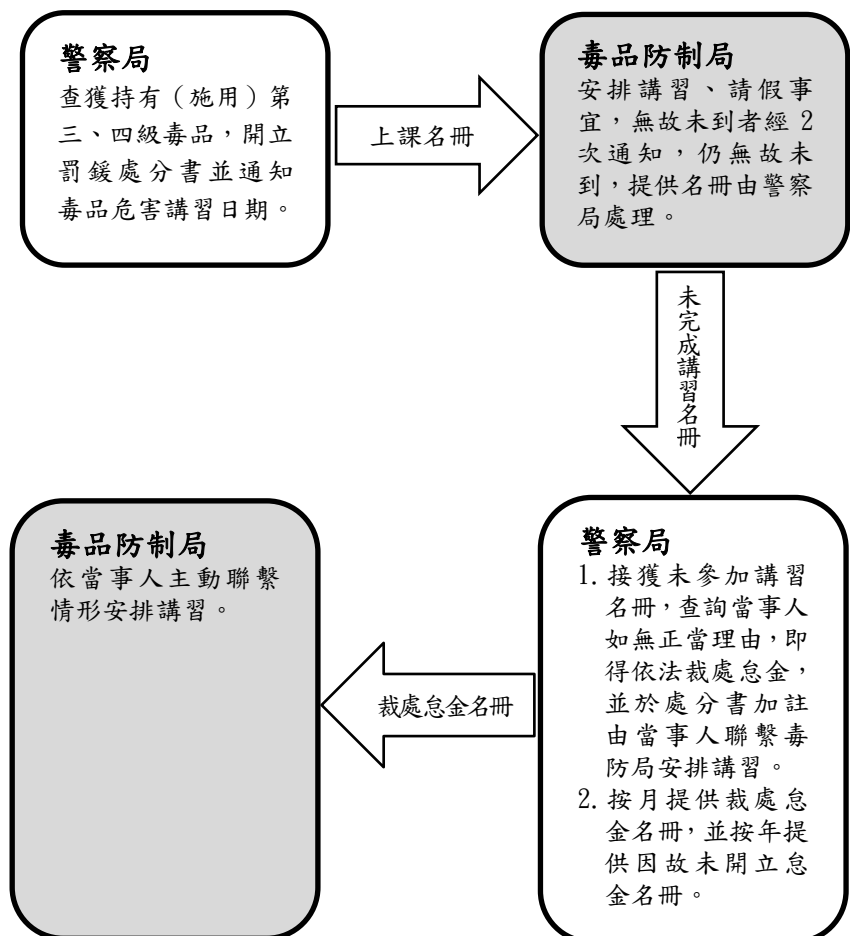 警察局
查獲持有（施用）第
三、四級毒品，開立
罰鍰處分書並通知
毒品危害講習日期。
上課名冊
毒品防制局
安排講習、請假事
宜，無故未到者經 2
次通知，仍無故未
到，提供名冊由警察
局處理。
未完成講習名冊
警察局
1. 接獲未參加講習
名冊，查詢當事人
如無正當理由，即
得依法裁處怠金，
並於處分書加註
由當事人聯繫毒
防局安排講習。
2. 按月提供裁處怠
金名冊，並按年提
供因故未開立怠
金名冊。
裁處怠金名冊
毒品防制局
依當事人主動聯繫
情形安排講習。